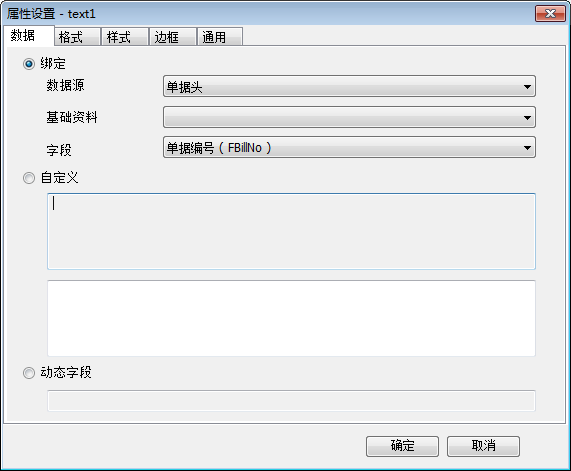 属性设置 - text1
数据 格式 样式 边框 通用
绑定
数据源 单据头
基础资料
字段 单据编号（FBillNo）
自定义
动态字段
确定 取消